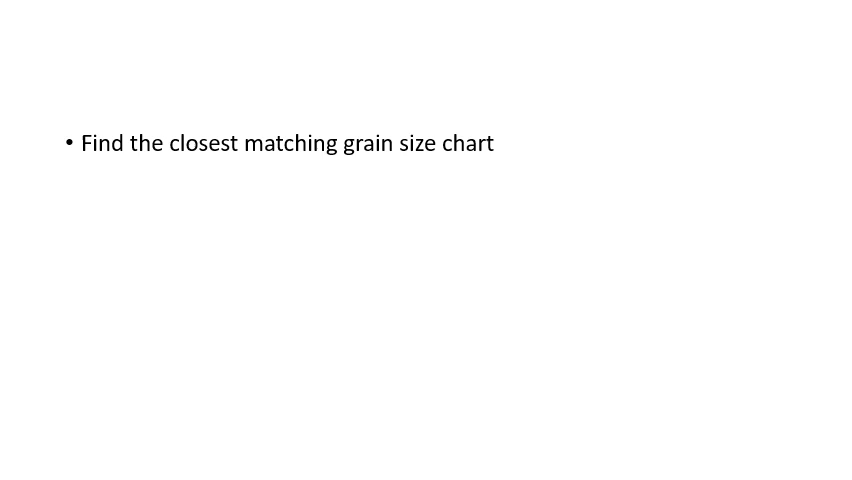 • Find the closest matching grain size chart